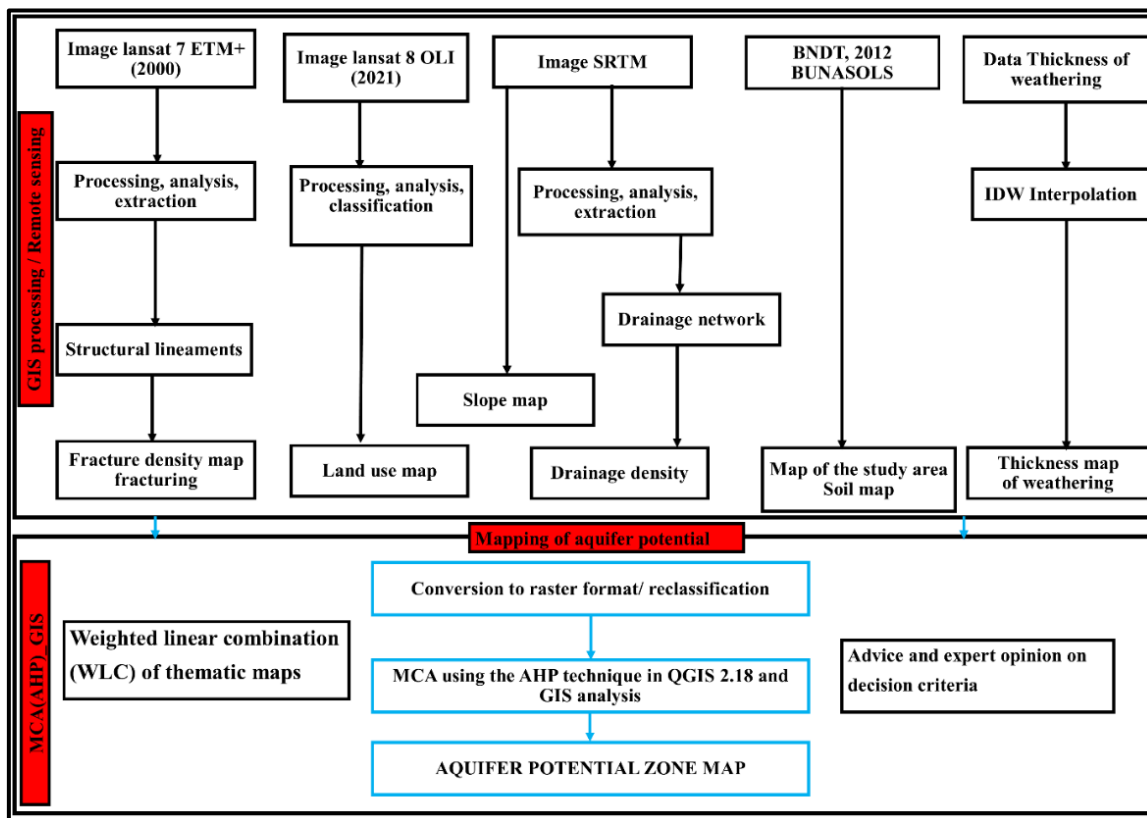 Image lansat 7 ETM+
(2000)
Image lansat 8 OLI
(2021)
Image SRTM
BNDT, 2012
BUNASOLS
Data Thickness of
weathering
GIS processing / Remote sensing
Processing, analysis,
extraction
Processing, analysis,
classification
Processing, analysis,
extraction
IDW Interpolation
Drainage network
Structural lineaments
Slope map
Fracture density map
fracturing
Land use map
Drainage density
Map of the study area
Soil map
Thickness map
of weathering
Mapping of aquifer potential
MCA(AHP)_GIS
Conversion to raster format/ reclassification
Weighted linear combination
(WLC) of thematic maps
MCA using the AHP technique in QGIS 2.18 and
GIS analysis
Advice and expert opinion on
decision criteria
AQUIFER POTENTIAL ZONE MAP